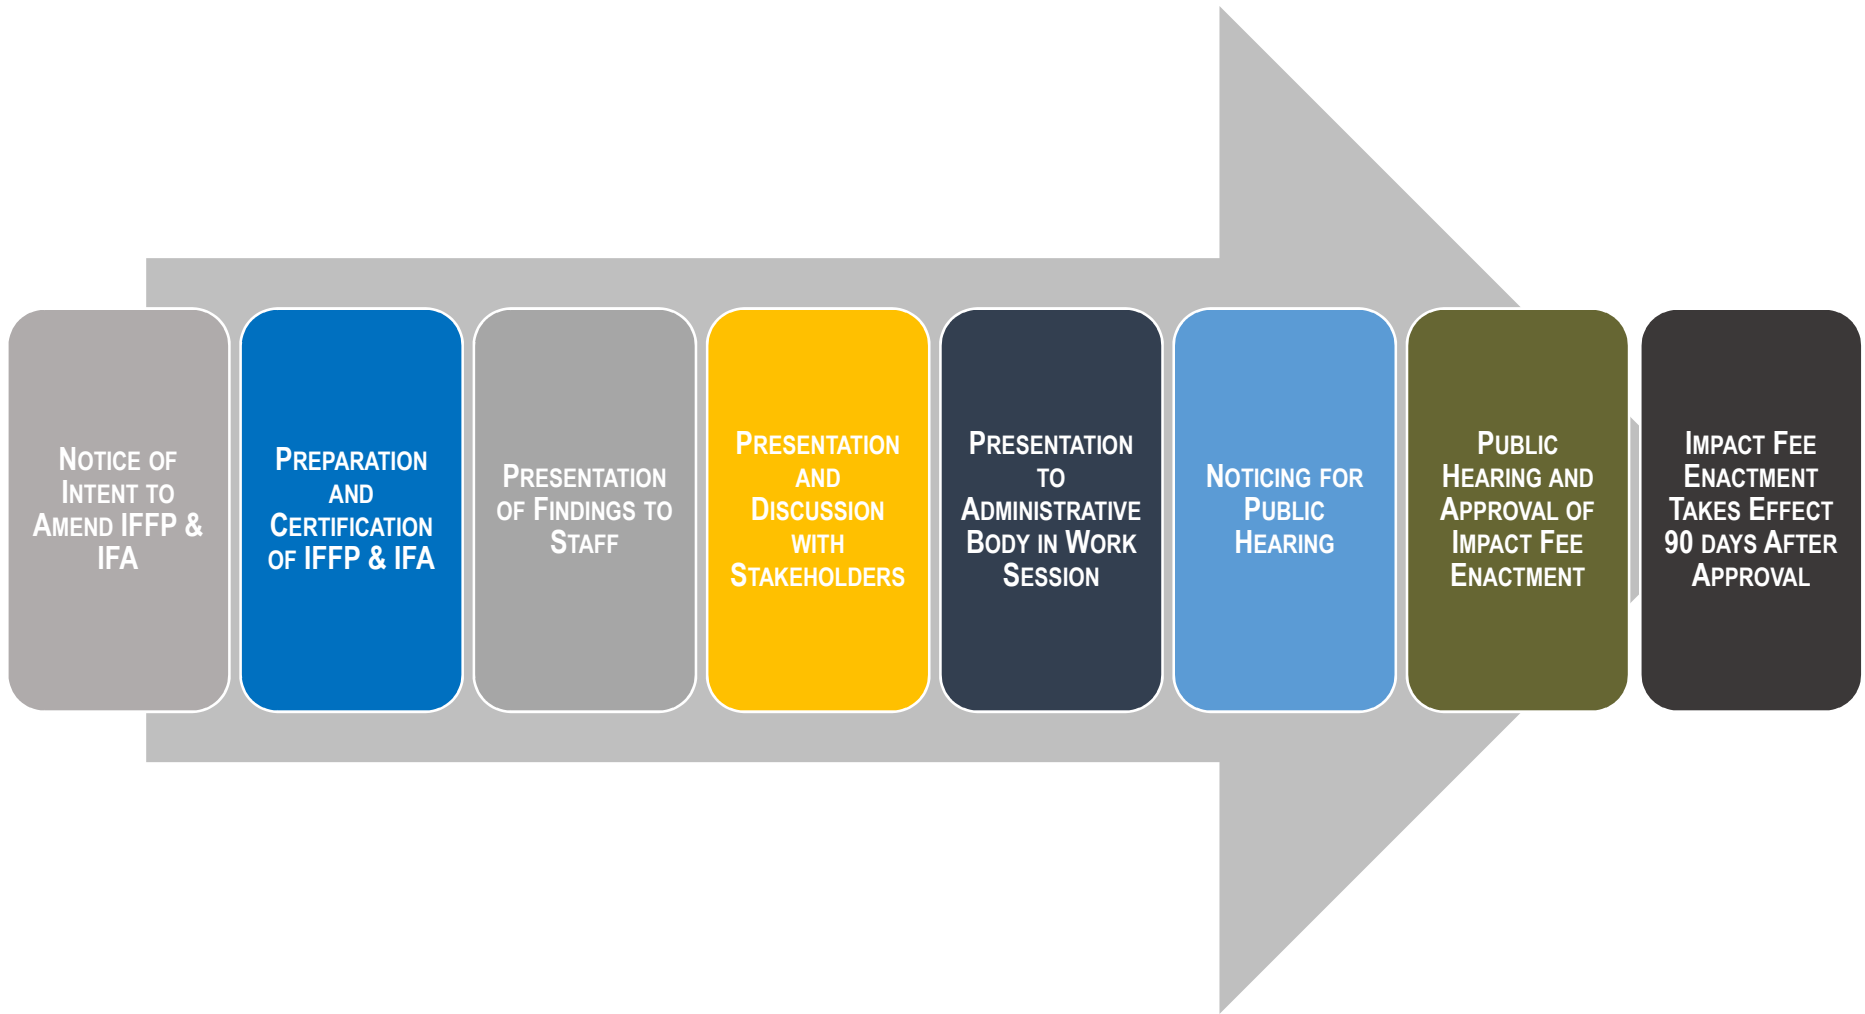 Notice of
Intent to
Amend IFFP &
IFA
Preparation
and
Certification
of IFFP & IFA
Presentation
of Findings to
Staff
Presentation
and
Discussion
with
Stakeholders
Presentation
to
Administrative
Body in Work
Session
Noticing for
Public
Hearing
Public
Hearing and
Approval of
Impact Fee
Enactment
Impact Fee
Enactment
Takes Effect
90 days After
Approval